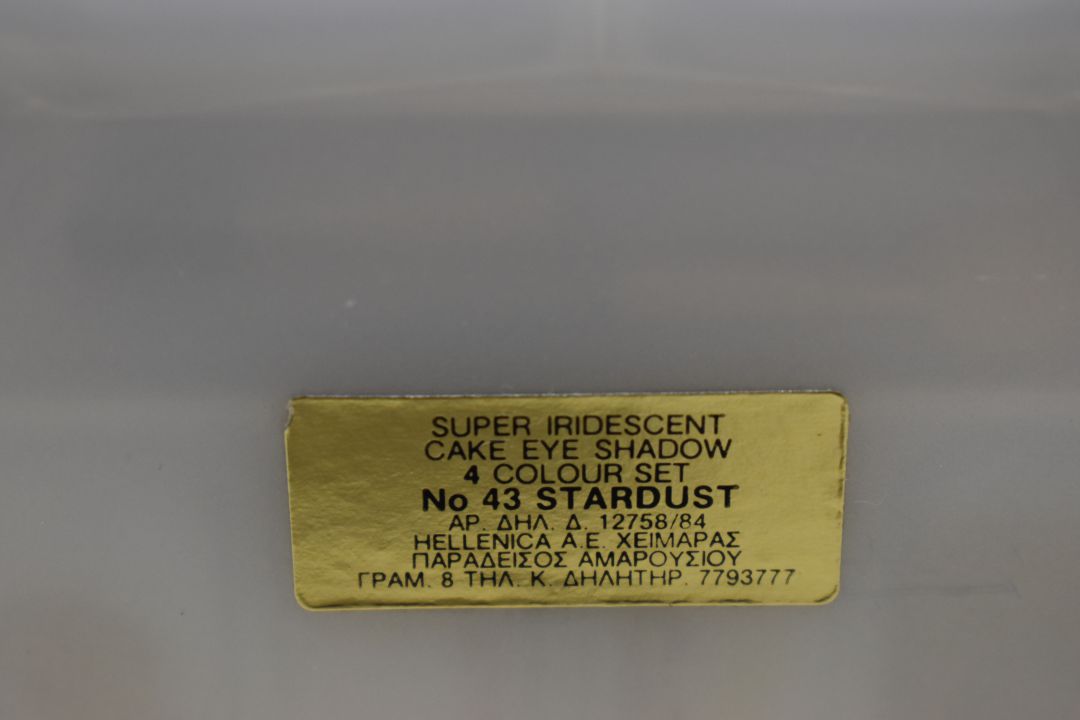 SUPER IRIDESCENT
CAKE EYE SHADOW
4 COLOUR SET
No 43 STARDUST
ΑΡ. ΔΗΛ. Δ. 12758/84
HELLENICA A.E. ΧΕΙΜΑΡΑΣ
ΠΑΡΑΔΕΙΣΟΣ ΑΜΑΡΟΥΣΙΟΥ
ΓΡΑΜ. 8 ΤΗΛ. Κ. ΔΗΛΗΤΗΡ. 7793777